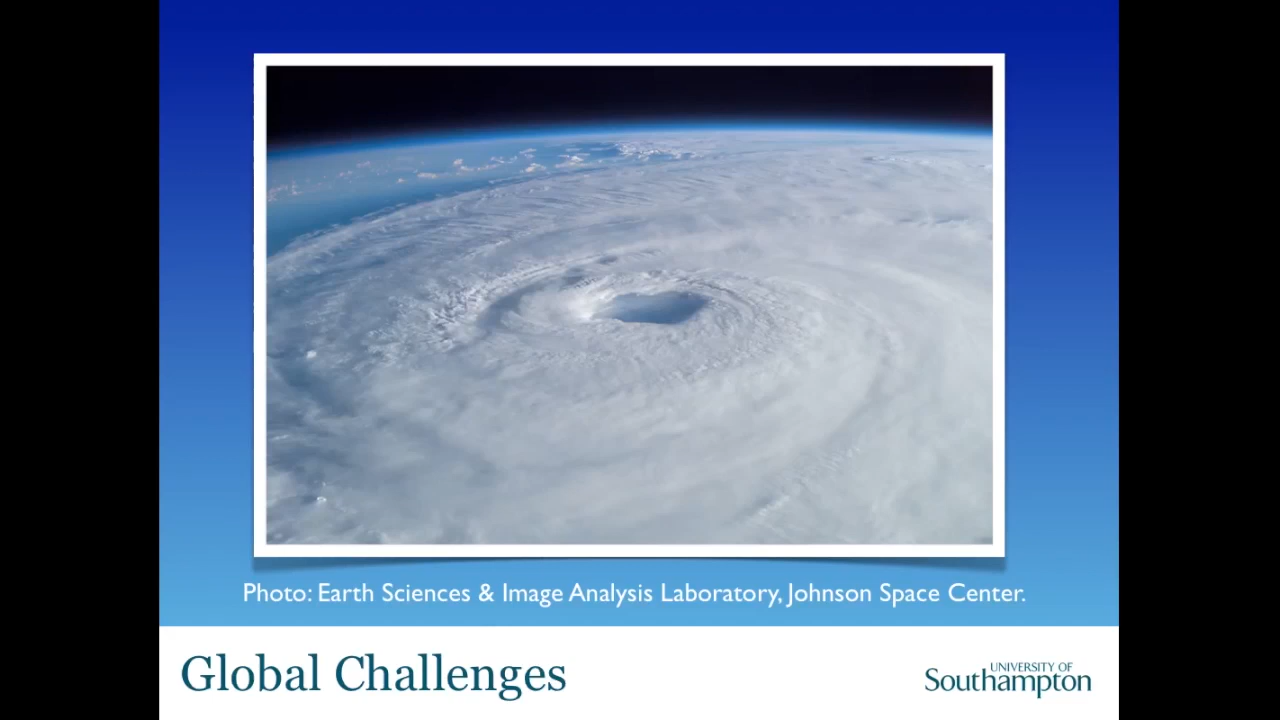 Photo: Earth Sciences & Image Analysis Laboratory, Johnson Space Center.
Global Challenges
UNIVERSITY OF
Southampton